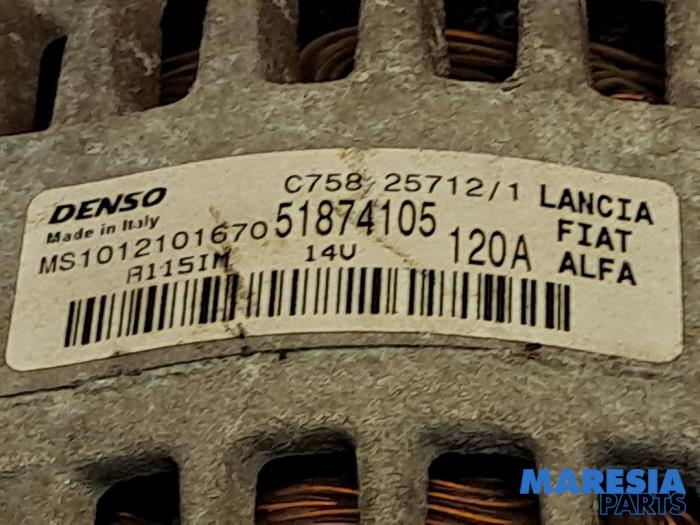 C758 25712/1
DENSO
Made in Italy
MS1012101670
51874105
A115IM
14V
120A
LANCIA
FIAT
ALFA
MARESIA
PARTS